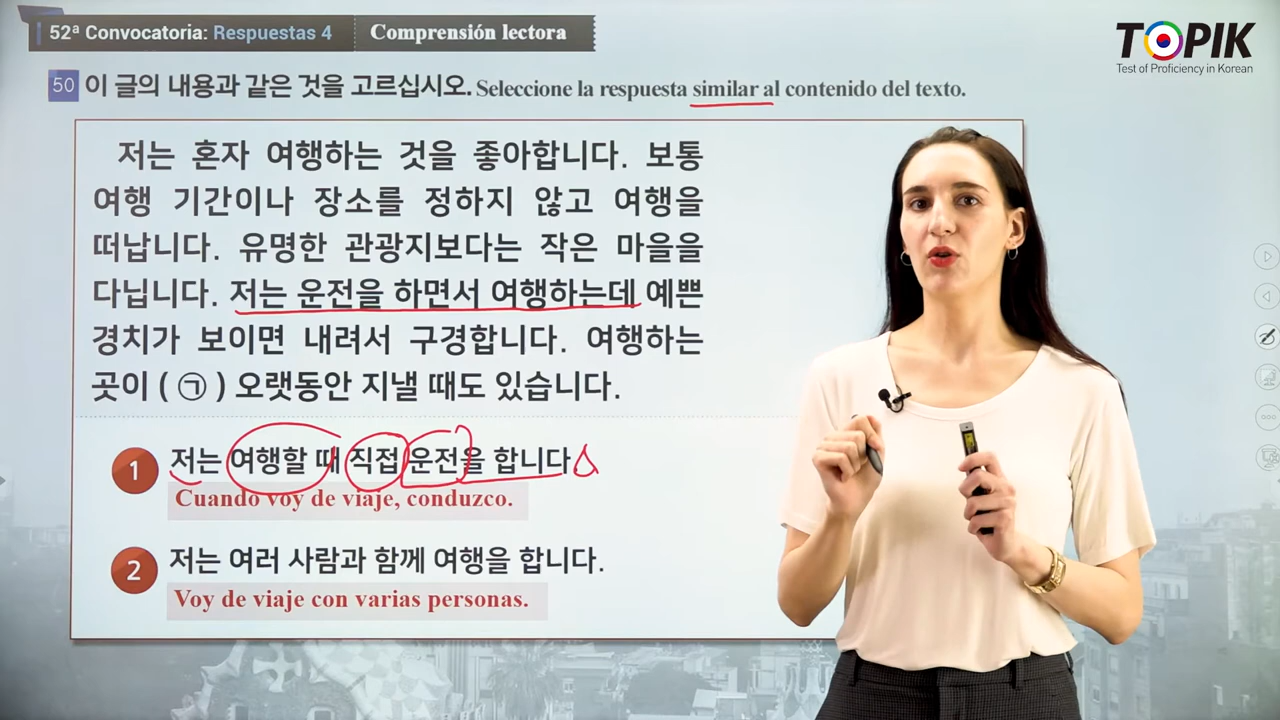 52ª Convocatoria: Respuestas 4
Comprensión lectora
TOPIK
Test of Proficiency in Korean
50 이 글의 내용과 같은 것을 고르십시오. Seleccione la respuesta similar al contenido del texto.
저는 혼자 여행하는 것을 좋아합니다. 보통
여행 기간이나 장소를 정하지 않고 여행을
떠납니다. 유명한 관광지보다는 작은 마을을
다닙니다. 저는 운전을 하면서 여행하는데 예쁜
경치가 보이면 내려서 구경합니다. 여행하는
곳이 ( ㉠ ) 오랫동안 지낼 때도 있습니다.
1 저는 여행할 때 직접 운전을 합니다
Cuando voy de viaje, conduzco.
2 저는 여러 사람과 함께 여행을 합니다.
Voy de viaje con varias personas.